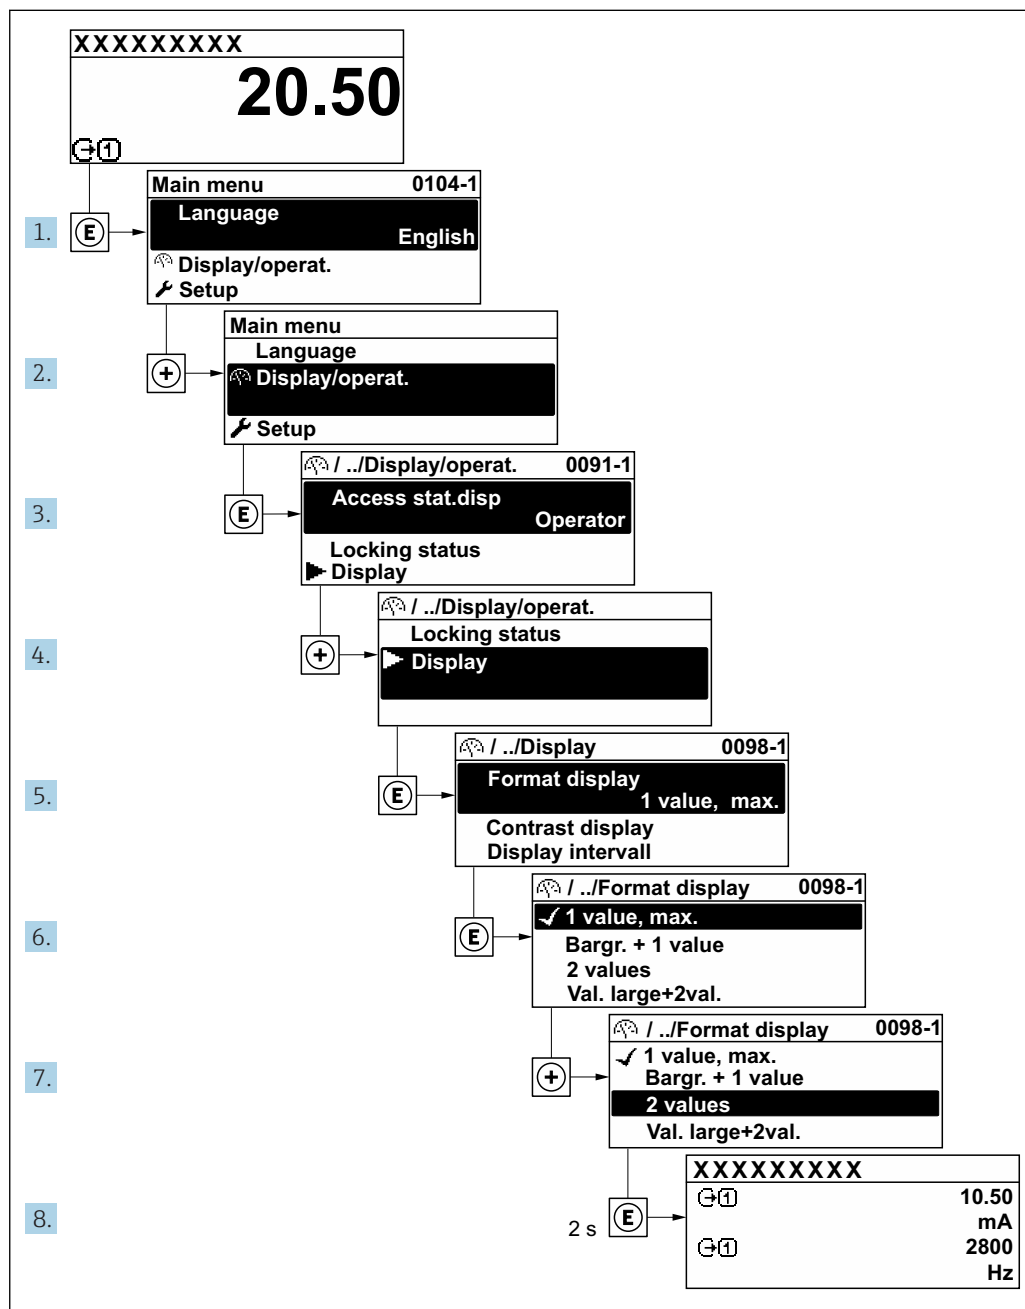 XXXXXXXXX
20.50
1
Main menu 0104-1
1. E Language
English
Display/operat.
Setup
Main menu
Language
2. + Display/operat.
Setup
/ ../Display/operat. 0091-1
3. E Access stat.disp
Operator
Locking status
Display
/ ../Display/operat.
Locking status
4. + Display
/ ../Display 0098-1
Format display
5. E 1 value, max.
Contrast display
Display intervall
/ ../Format display 0098-1
1 value, max.
6. E Bargr. + 1 value
2 values
Val. large+2val.
/ ../Format display 0098-1
1 value, max.
7. + Bargr. + 1 value
2 values
Val. large+2val.
XXXXXXXXX
1 10.50
8. 2 s E mA
1 2800
Hz